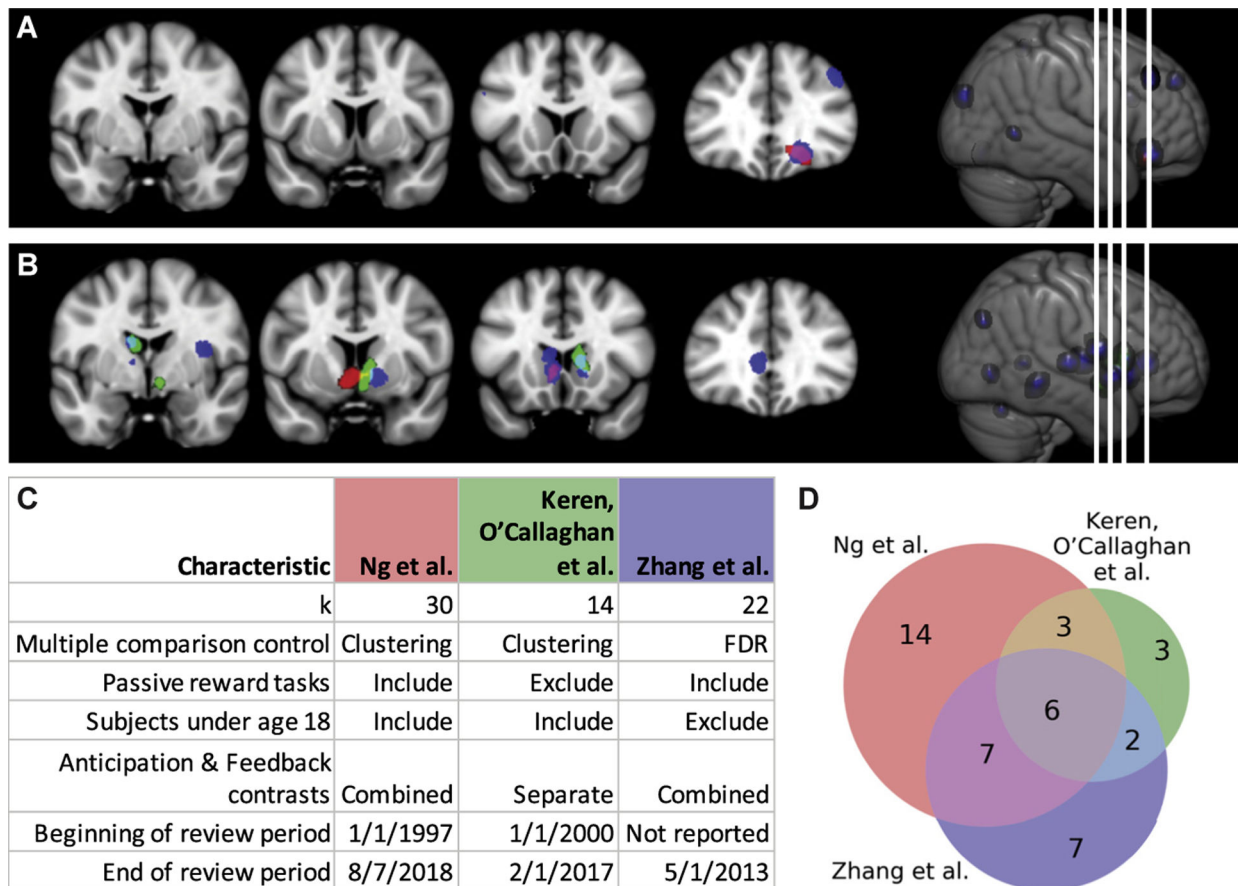 A
B
C
Characteristic
Ng et al.
Keren,
O'Callaghan
et al.
Zhang et al.
k 30 14 22
Multiple comparison control Clustering Clustering FDR
Passive reward tasks Include Exclude Include
Subjects under age 18 Include Include Exclude
Anticipation & Feedback
contrasts Combined Separate Combined
Beginning of review period 1/1/1997 1/1/2000 Not reported
End of review period 8/7/2018 2/1/2017 5/1/2013
D
Ng et al.
Keren,
O'Callaghan
et al.
14
3
3
6
7
2
7
Zhang et al.